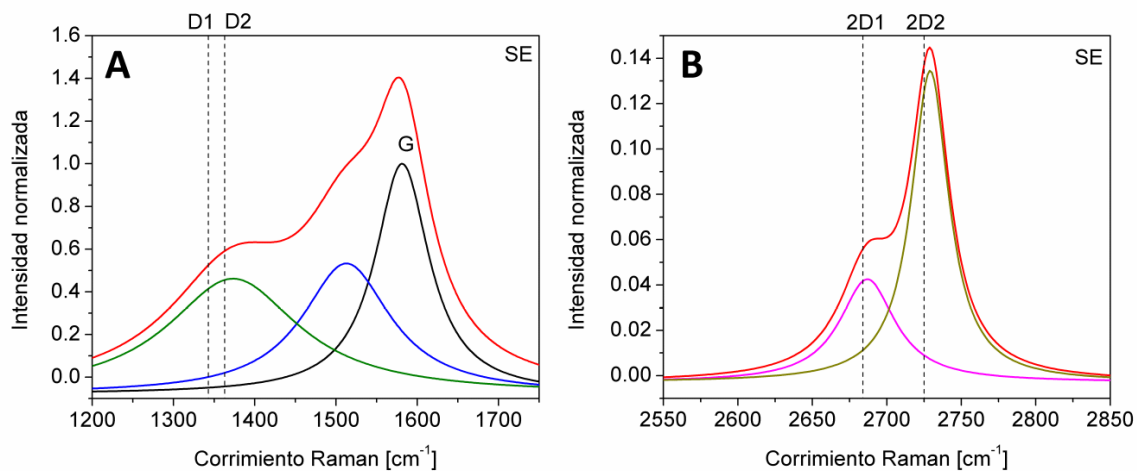 D1 D2
A
SE
G
1.6
1.4
1.2
1.0
0.8
0.6
0.4
0.2
0.0
Intensidad normalizada
1200 1300 1400 1500 1600 1700
Corrimiento Raman [cm-1]
2D1 2D2
B
SE
0.14
0.12
0.10
0.08
0.06
0.04
0.02
0.00
Intensidad normalizada
2550 2600 2650 2700 2750 2800 2850
Corrimiento Raman [cm-1]